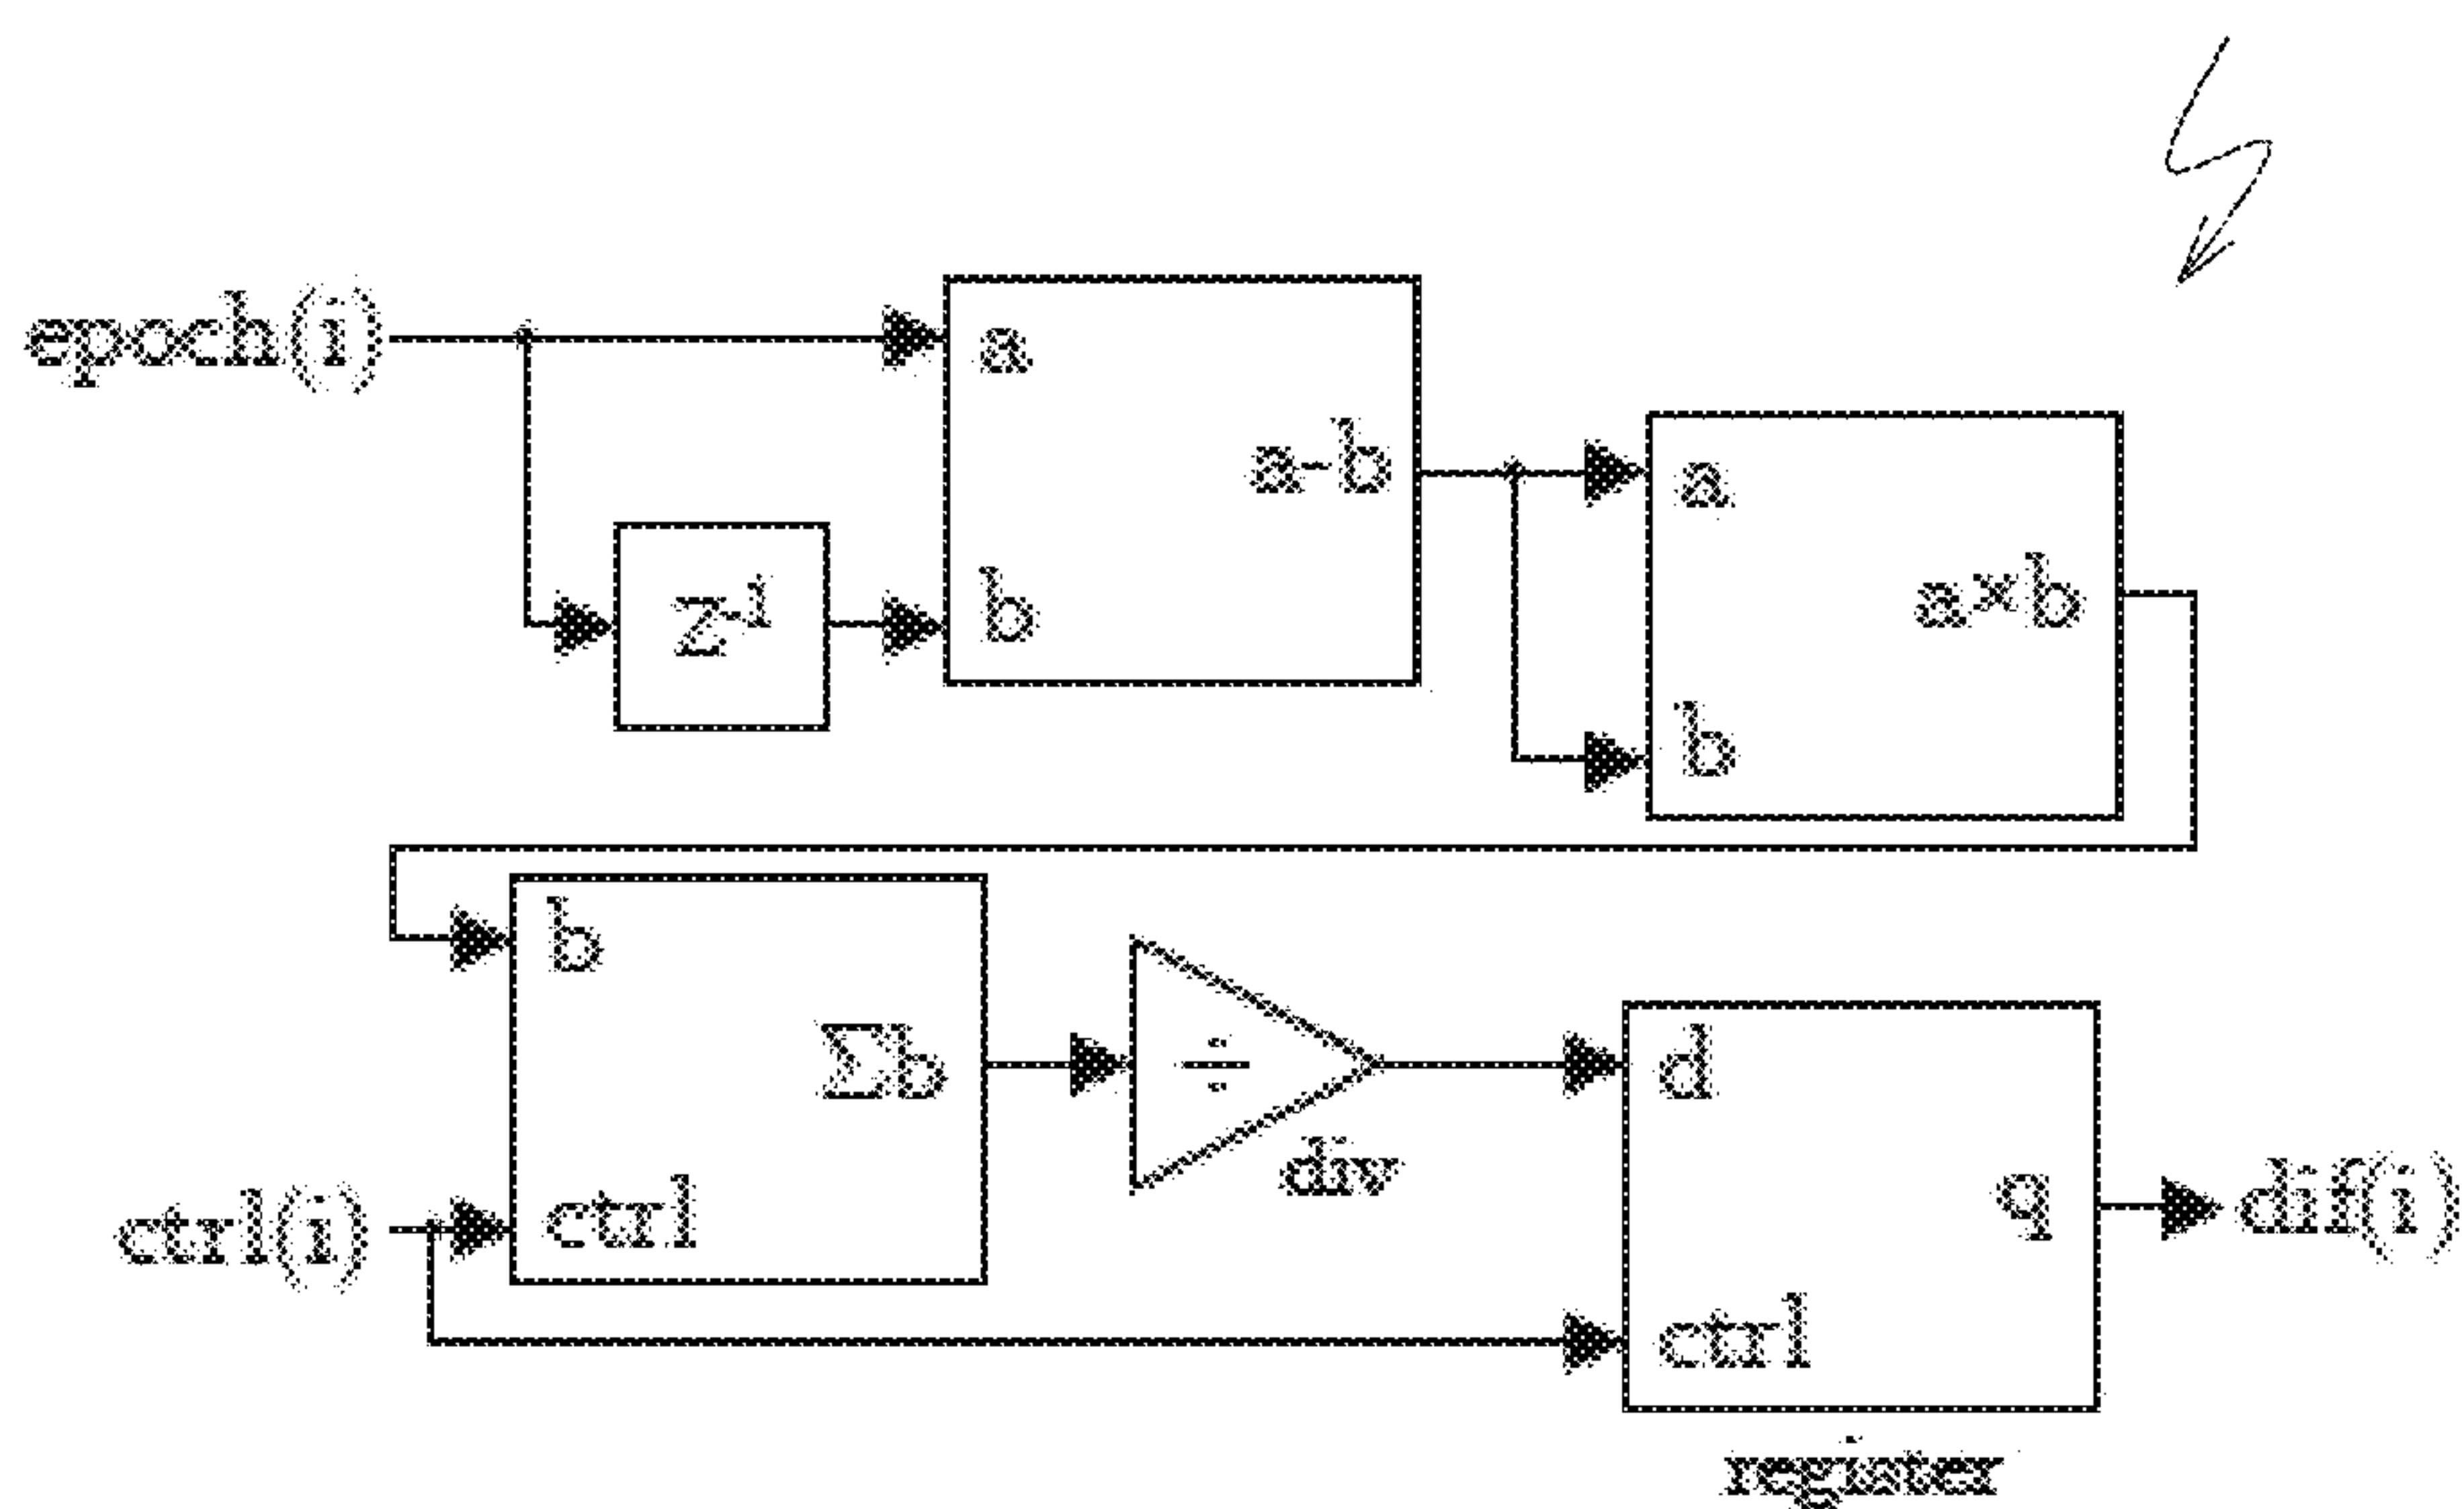 epoch(i)
a
a-b
b
z-1
a
a×b
b
b
Σb
ctrl(i)
ctrl
÷
div
d
q
ctrl
dif(i)
register